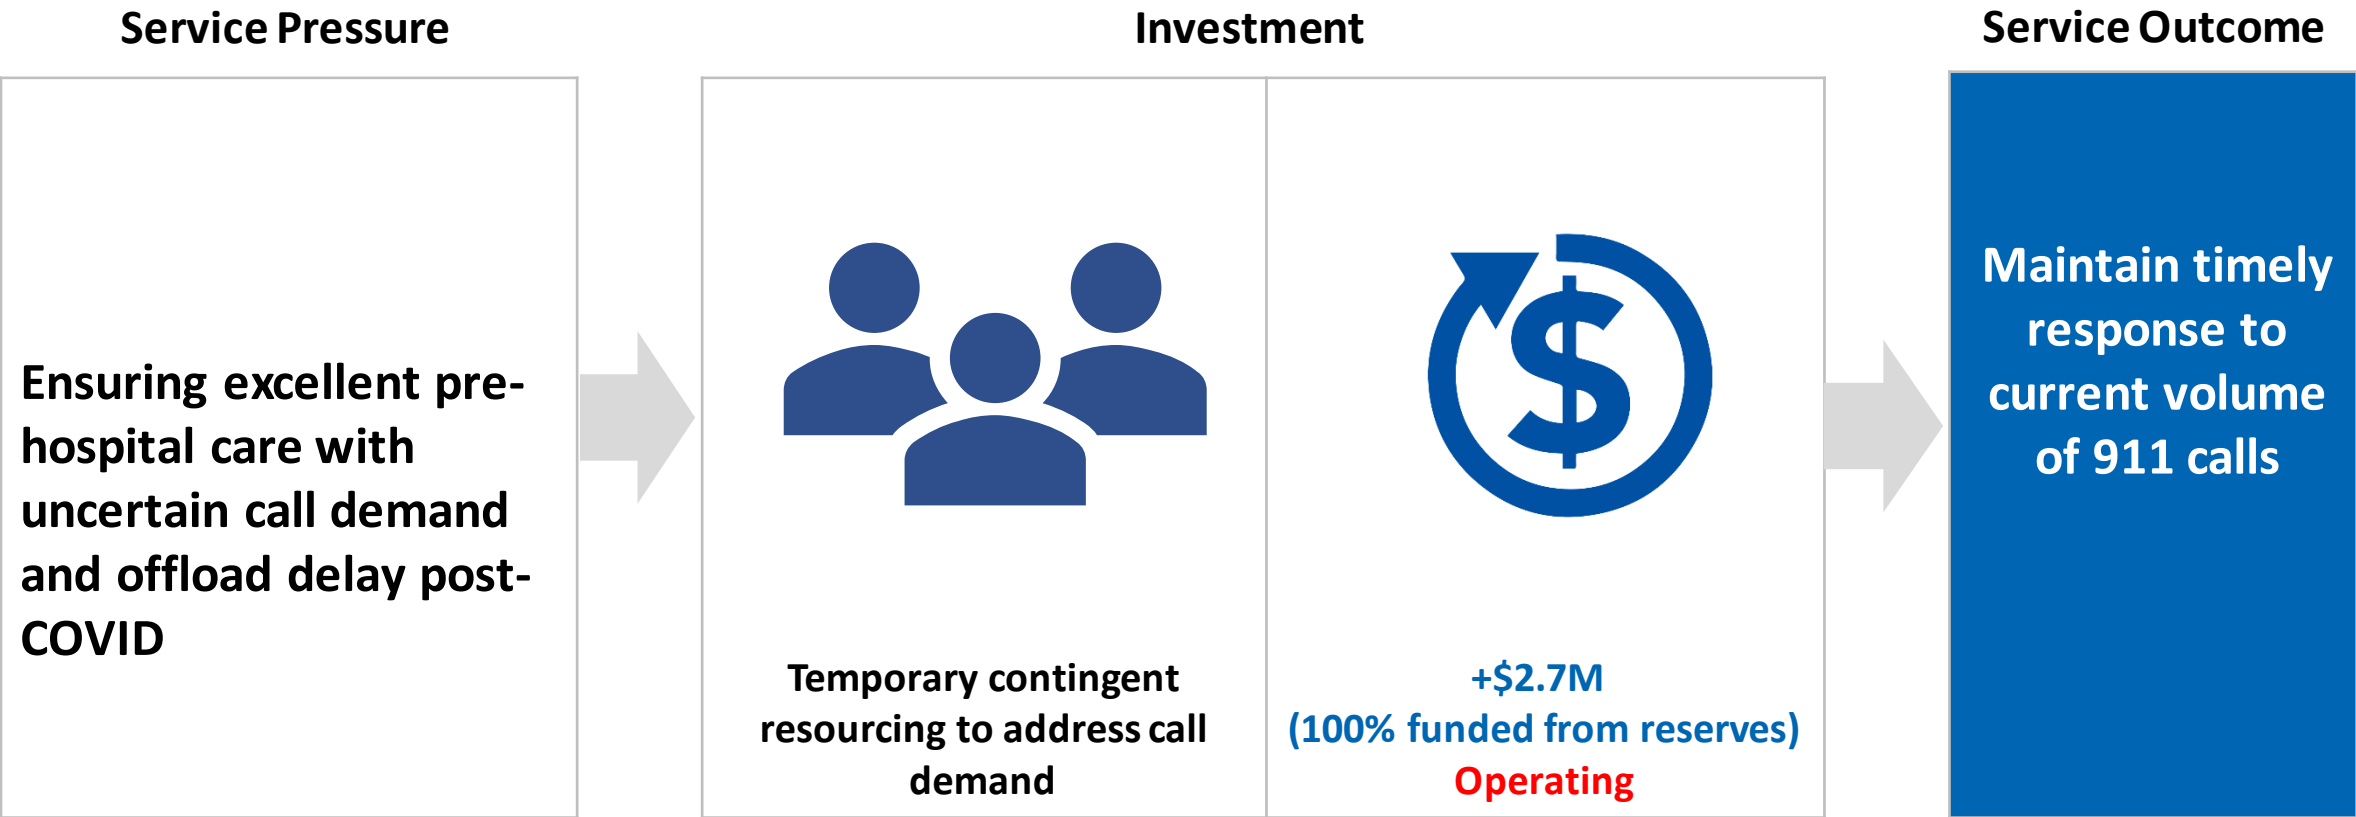 Service Pressure
Investment
Service Outcome
Ensuring excellent pre-
hospital care with
uncertain call demand
and offload delay post-
COVID
Temporary contingent
resourcing to address call
demand
$
+$2.7M
(100% funded from reserves)
Operating
Maintain timely
response to
current volume
of 911 calls